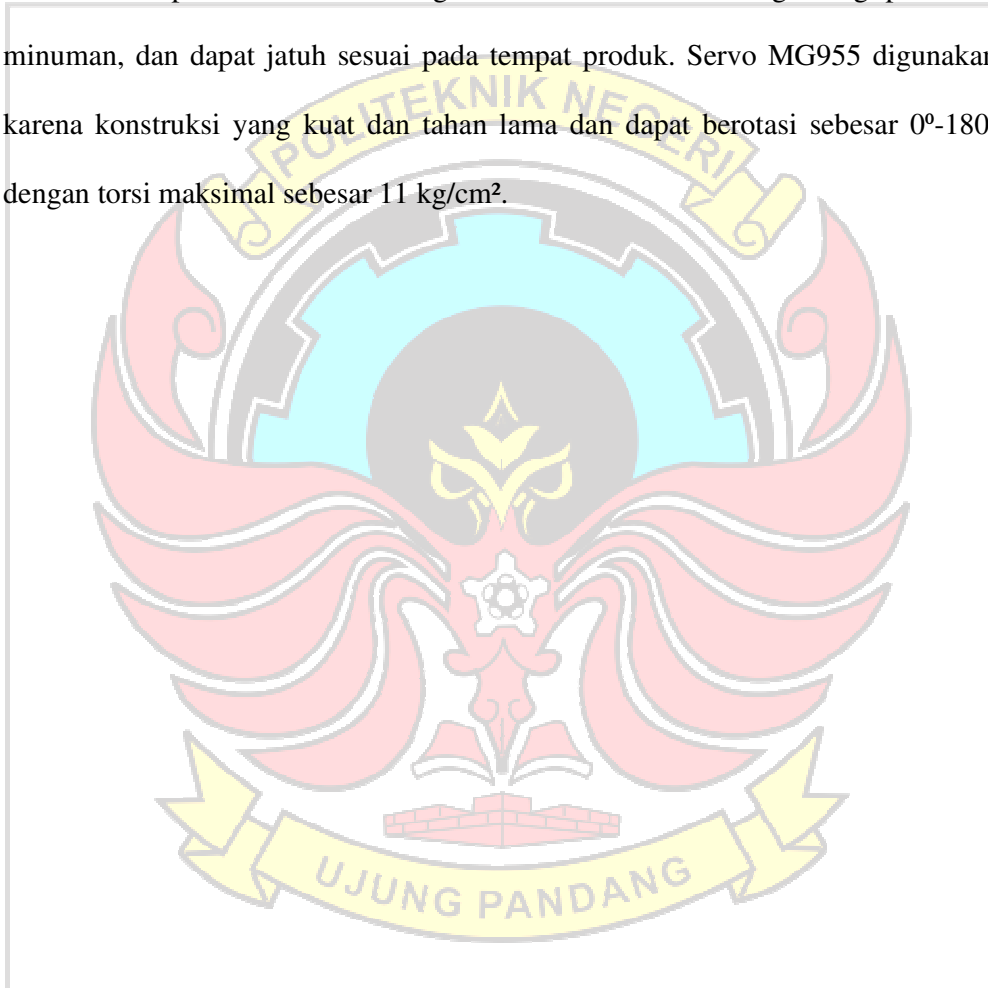 minuman, dan dapat jatuh sesuai pada tempat produk. Servo MG955 digunakan
karena konstruksi yang kuat dan tahan lama dan dapat berotasi sebesar 0⁰-180
dengan torsi maksimal sebesar 11 kg/cm².
POLITEKNIK NEGERI
UJUNG PANDANG